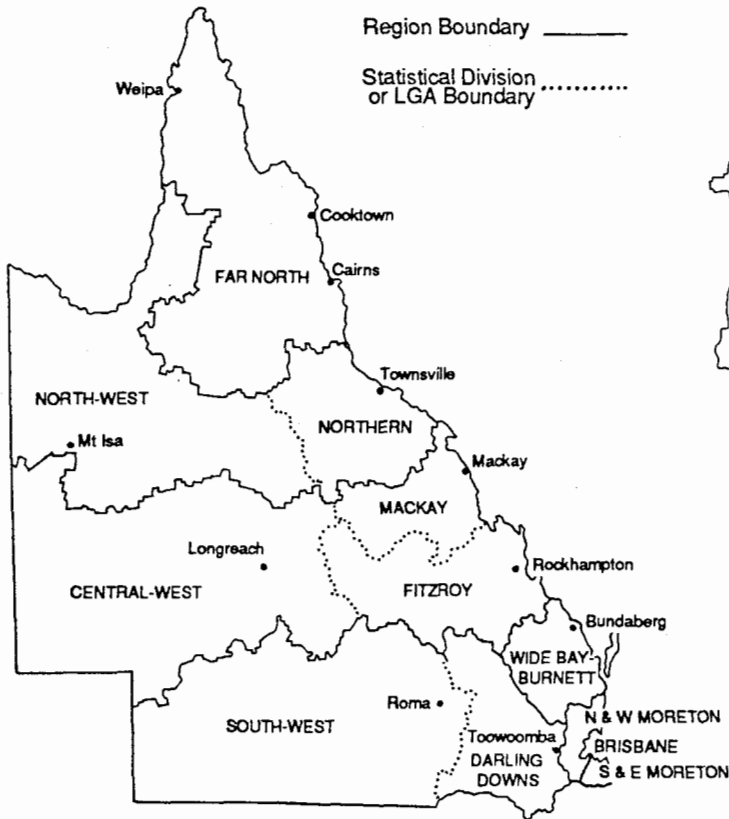 Region Boundary
Statistical Division
or LGA Boundary
Weipa
Cooktown
FAR NORTH
Cairns
Townsville
NORTH-WEST
NORTHERN
Mt Isa
Mackay
MACKAY
Longreach
Rockhampton
CENTRAL-WEST
FITZROY
Bundaberg
WIDE BAY-
BURNETT
Roma
N & W MORETON
SOUTH-WEST
Toowoomba
BRISBANE
DARLING
DOWNS
S & E MORETON